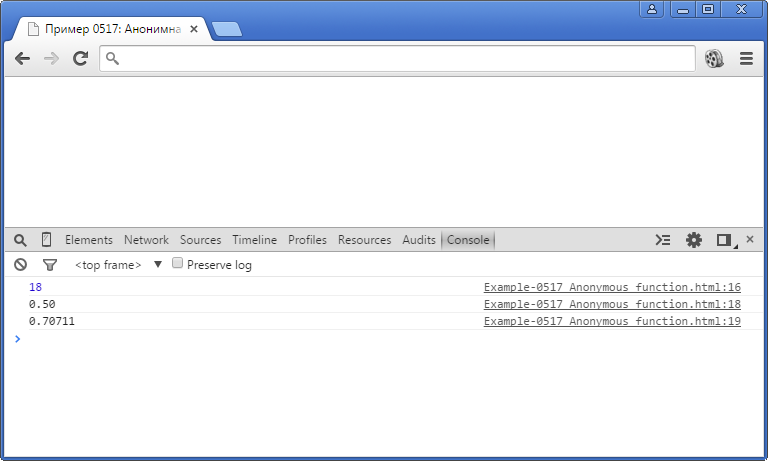 Пример 0517: Анонимна
Elements Network Sources Timeline Profiles Resources Audits Console
<top frame> Preserve log
18 Example-0517 Anonymous function.html:16
0.50 Example-0517 Anonymous function.html:18
0.70711 Example-0517 Anonymous function.html:19